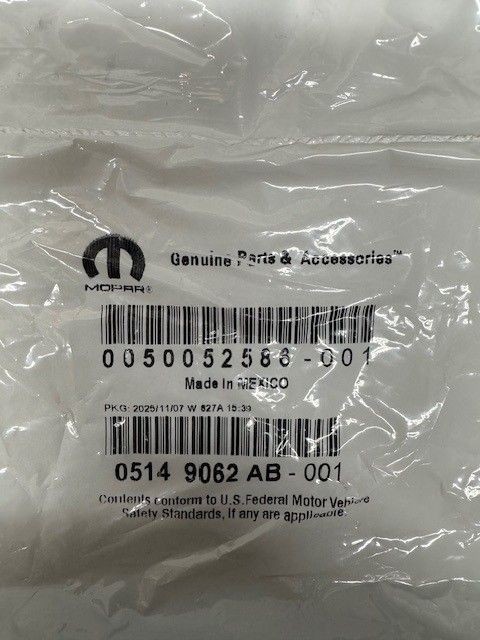 Genuine Parts & Accessories™
MOPAR®
0050052586-001
Made In MEXICO
PKG: 2025/11/07 W 627A 15:39
0514 9062 AB - 001
Contents conform to U.S. Federal Motor Vehicle
Safety Standards, If any are applicable.